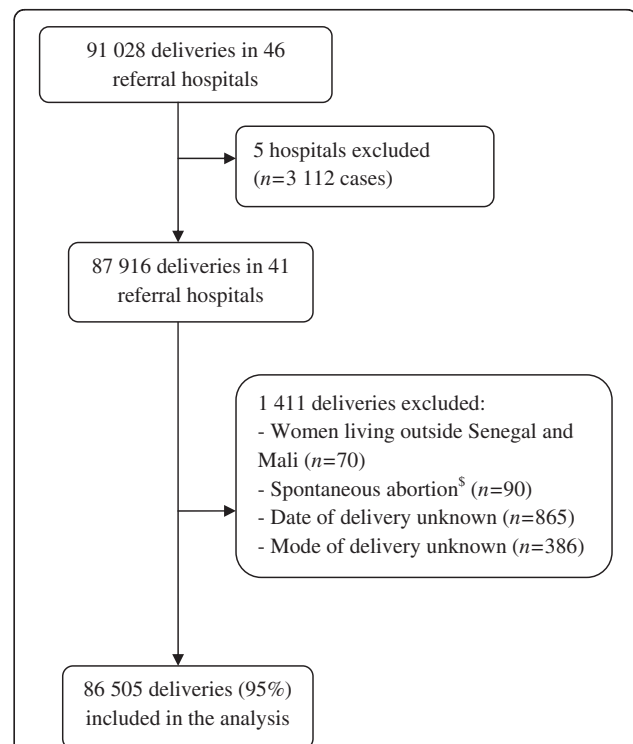 91 028 deliveries in 46
referral hospitals
5 hospitals excluded
(n=3 112 cases)
87 916 deliveries in 41
referral hospitals
1 411 deliveries excluded:
- Women living outside Senegal and
Mali (n=70)
- Spontaneous abortion$ (n=90)
- Date of delivery unknown (n=865)
- Mode of delivery unknown (n=386)
86 505 deliveries (95%)
included in the analysis